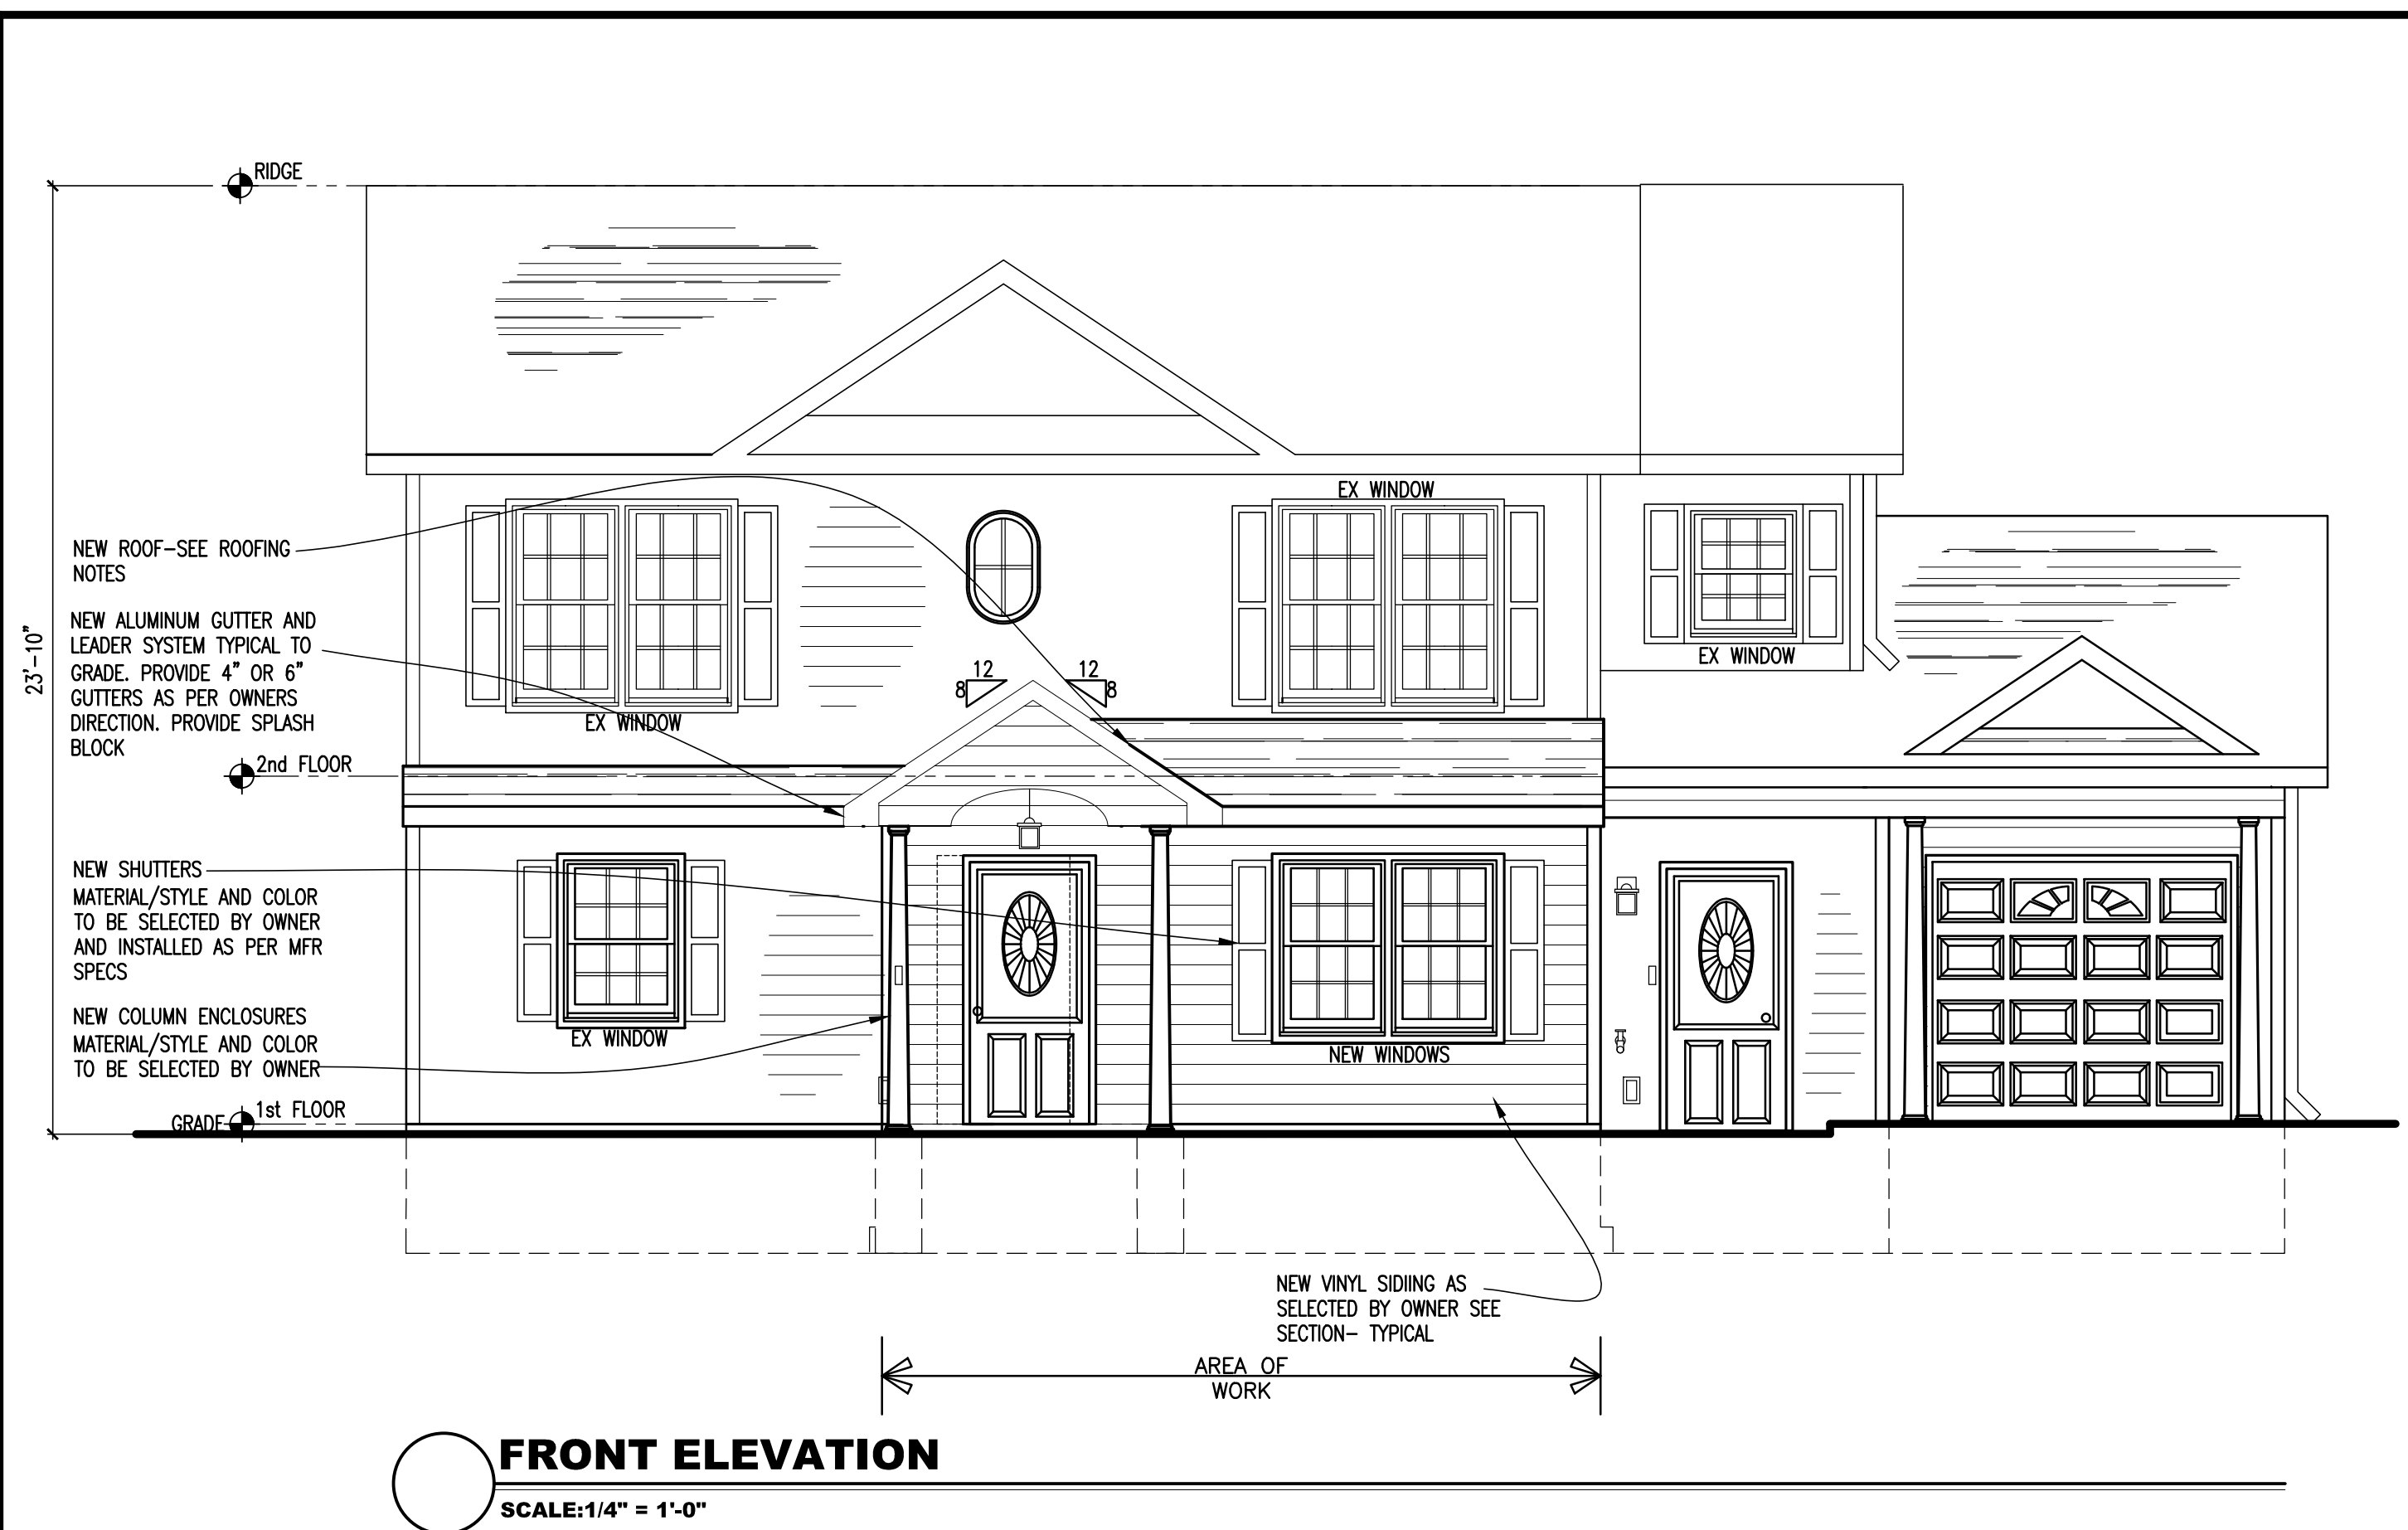 RIDGE
EX WINDOW
NEW ROOF-SEE ROOFING
NOTES
NEW ALUMINUM GUTTER AND
LEADER SYSTEM TYPICAL TO
GRADE. PROVIDE 4" OR 6"
GUTTERS AS PER OWNERS
DIRECTION. PROVIDE SPLASH
BLOCK
23'-10"
EX WINDOW
12
8
12
8
EX WINDOW
2nd FLOOR
NEW SHUTTERS
MATERIAL/STYLE AND COLOR
TO BE SELECTED BY OWNER
AND INSTALLED AS PER MFR
SPECS
NEW COLUMN ENCLOSURES
MATERIAL/STYLE AND COLOR
TO BE SELECTED BY OWNER
EX WINDOW
NEW WINDOWS
1st FLOOR
GRADE
NEW VINYL SIDIING AS
SELECTED BY OWNER SEE
SECTION- TYPICAL
AREA OF
WORK
FRONT ELEVATION
SCALE:1/4" = 1'-0"